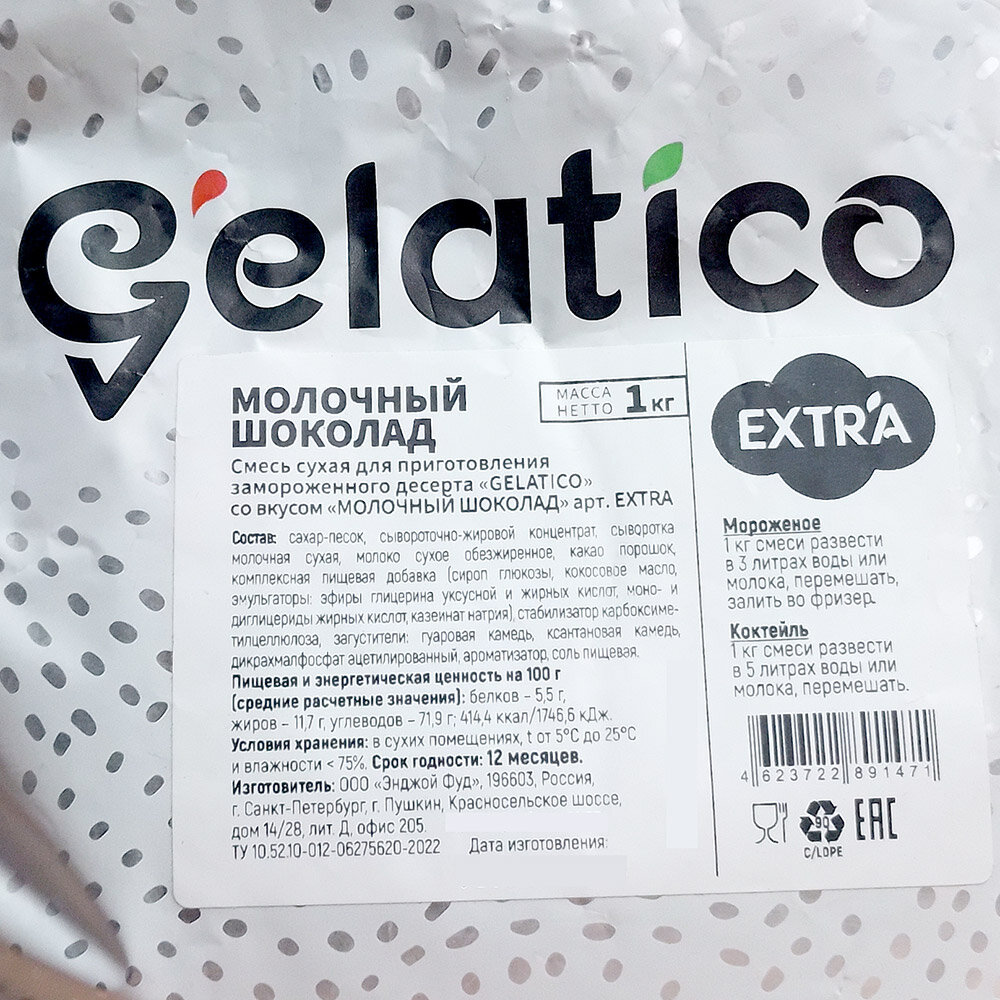 Gelatico
МОЛОЧНЫЙ
ШОКОЛАД
МАССА
НЕТТО 1 кг
Смесь сухая для приготовления
замороженного десерта «GELATICO»
со вкусом «МОЛОЧНЫЙ ШОКОЛАД» арт. EXTRA
Состав: сахар-песок, сывороточно-жировой концентрат, сыворотка
молочная сухая, молоко сухое обезжиренное, какао порошок,
комплексная пищевая добавка (сироп глюкозы, кокосовое масло,
эмульгаторы: эфиры глицерина уксусной и жирных кислот, моно- и
диглицериды жирных кислот, казеинат натрия), стабилизатор карбоксиме-
тилцеллюлоза, загустители: гуаровая камедь, ксантановая камедь,
дикрахмалфосфат ацетилированный, ароматизатор, соль пищевая.
Пищевая и энергетическая ценность на 100 г
(средние расчетные значения): белков – 5,5 г,
жиров – 11,7 г, углеводов – 71,9 г; 414,4 ккал/1746,6 кДж.
Условия хранения: в сухих помещениях, t от 5°C до 25°C
и влажности < 75%. Срок годности: 12 месяцев.
Изготовитель: ООО «Энджой Фуд», 196603, Россия,
г. Санкт-Петербург, г. Пушкин, Красносельское шоссе,
дом 14/28, лит. Д, офис 205.
ТУ 10.52.10-012-06275620-2022 Дата изготовления:
EXTRA
Мороженое
1 кг смеси развести
в 3 литрах воды или
молока, перемешать,
залить во фризер.
Коктейль
1 кг смеси развести
в 5 литрах воды или
молока, перемешать.
4 623722 891471
90
C/LDPE
EAC